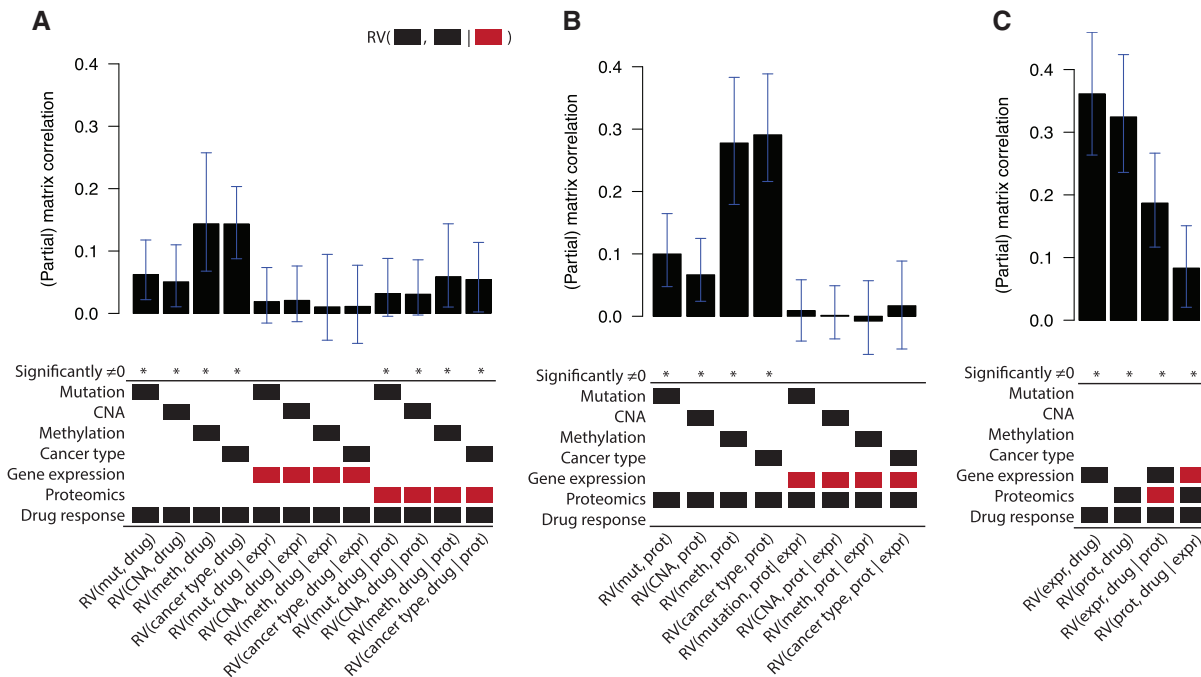 A
RV( , | )
(Partial) matrix correlation
0.4
0.3
0.2
0.1
0.0
Significantly ≠0 * * * * * * * *
Mutation
CNA
Methylation
Cancer type
Gene expression
Proteomics
Drug response
RV(mut, drug)
RV(CNA, drug)
RV(meth, drug)
RV(cancer type, drug)
RV(mut, drug | expr)
RV(CNA, drug | expr)
RV(meth, drug | expr)
RV(cancer type, drug | expr)
RV(mut, drug | prot)
RV(CNA, drug | prot)
RV(meth, drug | prot)
RV(cancer type, drug | prot)
B
(Partial) matrix correlation
0.4
0.3
0.2
0.1
0.0
Significantly ≠0 * * * *
Mutation
CNA
Methylation
Cancer type
Gene expression
Proteomics
Drug response
RV(mut, prot)
RV(CNA, prot)
RV(meth, prot)
RV(cancer type, prot)
RV(mutation, prot| expr)
RV(CNA, prot | expr)
RV(meth, prot | expr)
RV(cancer type, prot | expr)
C
(Partial) matrix correlation
0.4
0.3
0.2
0.1
0.0
Significantly ≠0 * * * *
Mutation
CNA
Methylation
Cancer type
Gene expression
Proteomics
Drug response
RV(expr, drug)
RV(prot, drug)
RV(expr, drug | prot)
RV(prot, drug | expr)